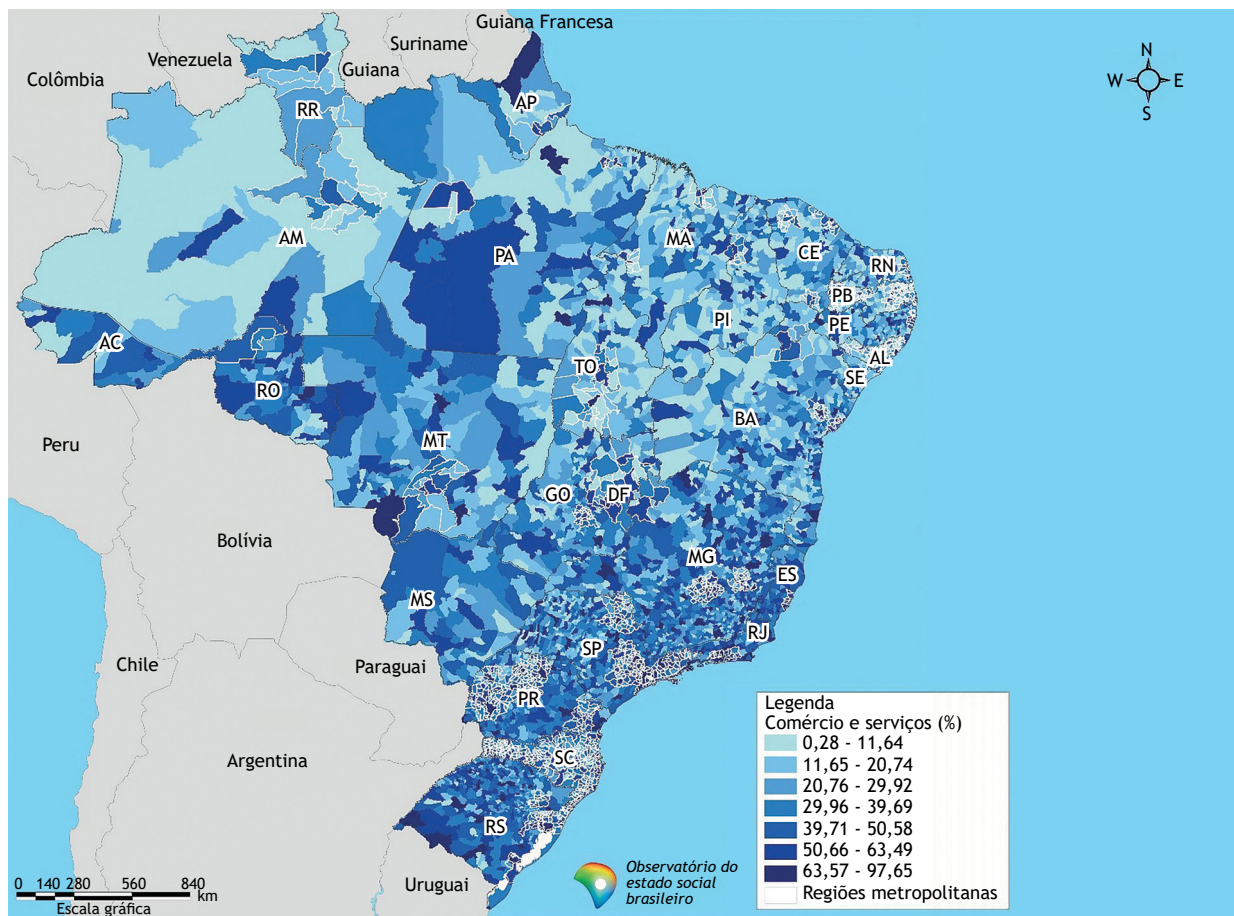 Guiana Francesa
Suriname
Venezuela
Guiana
Colômbia
N
W
E
S
RR
AP
AM
PA
MA
CE
RN
PB
PE
PI
AL
SE
AC
RO
TO
BA
MT
GO
DF
Peru
Bolívia
MG
ES
MS
RJ
SP
Chile
Paraguai
PR
SC
Argentina
RS
Uruguai
Legenda
Comércio e serviços (%)
0,28 - 11,64
11,65 - 20,74
20,76 - 29,92
29,96 - 39,69
39,71 - 50,58
50,66 - 63,49
63,57 - 97,65
Regiões metropolitanas
Observatório do
estado social
brasileiro
0 140 280 560 840
km
Escala gráfica